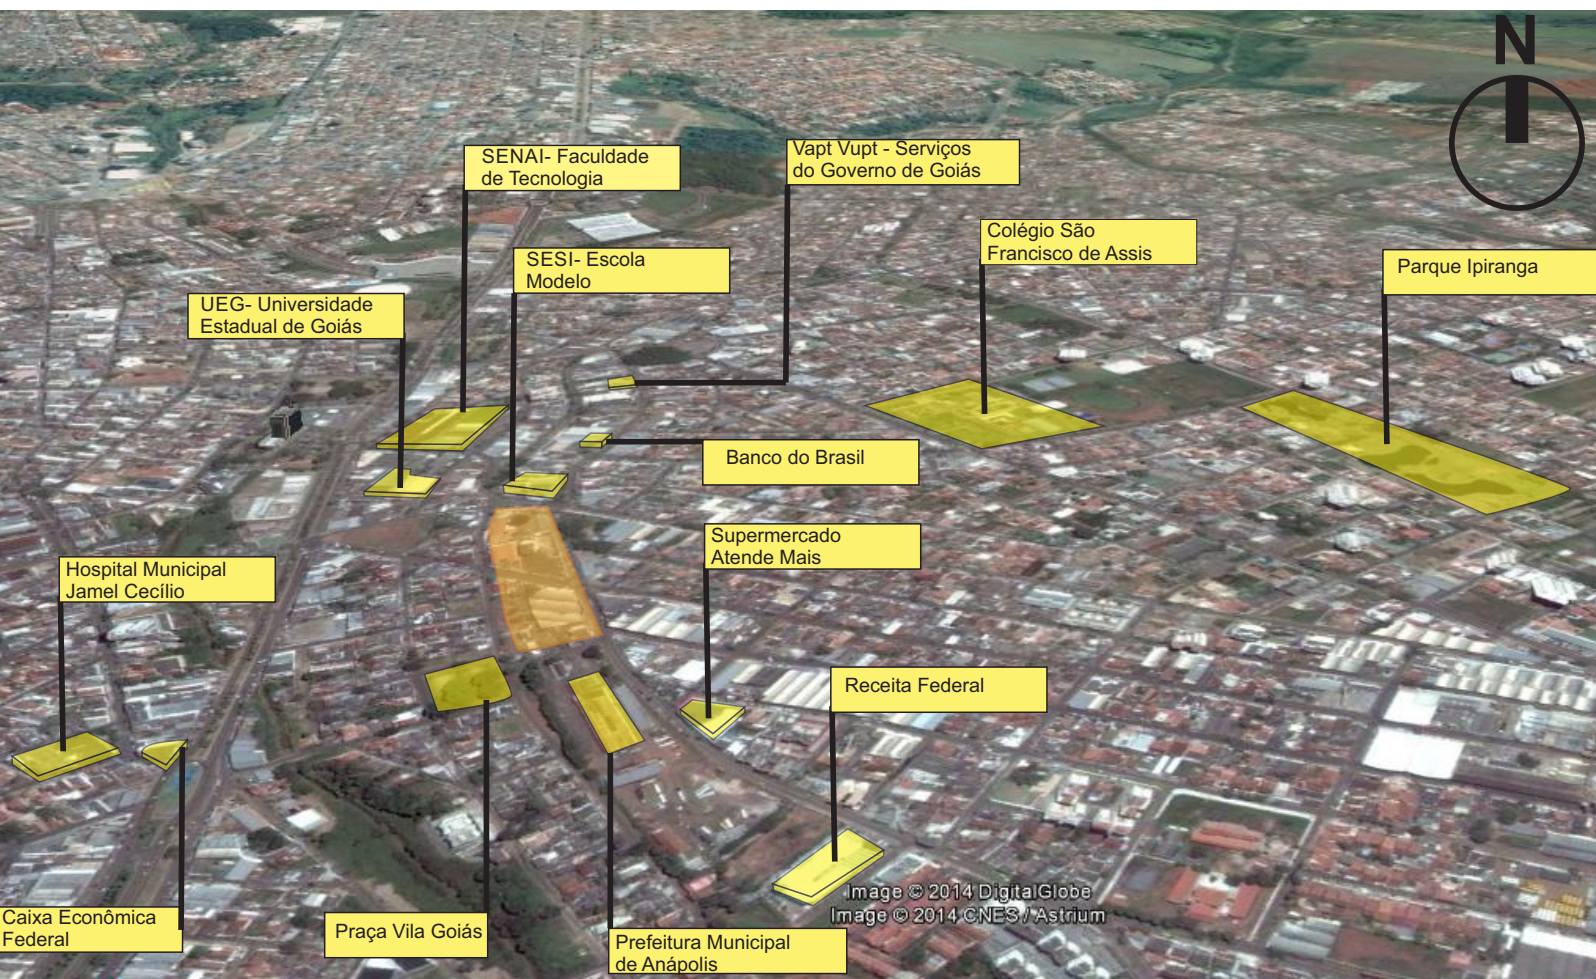 N
SENAI- Faculdade
de Tecnologia
Vapt Vupt - Serviços
do Governo de Goiás
Colégio São
Francisco de Assis
SESI- Escola
Modelo
Parque Ipiranga
UEG- Universidade
Estadual de Goiás
Banco do Brasil
Supermercado
Atende Mais
Hospital Municipal
Jamel Cecílio
Receita Federal
Image © 2014 DigitalGlobe
Image © 2014 CNES / Astrium
Caixa Econômica
Federal
Praça Vila Goiás
Prefeitura Municipal
de Anápolis